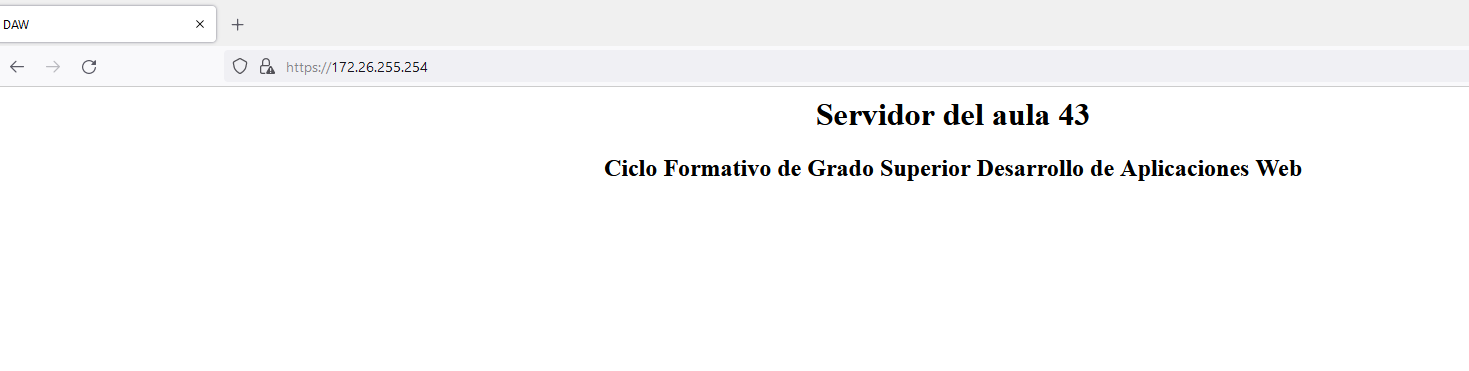 DAW
https://172.26.255.254
Servidor del aula 43
Ciclo Formativo de Grado Superior Desarrollo de Aplicaciones Web